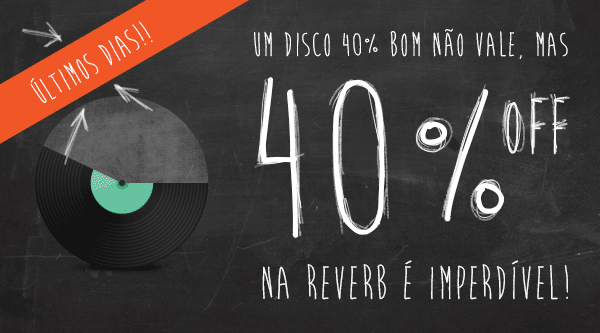 ÚLTIMOS DIAS!!
UM DISCO 40% BOM NÃO VALE, MAS
40% OFF
NA REVERB É IMPERDÍVEL!